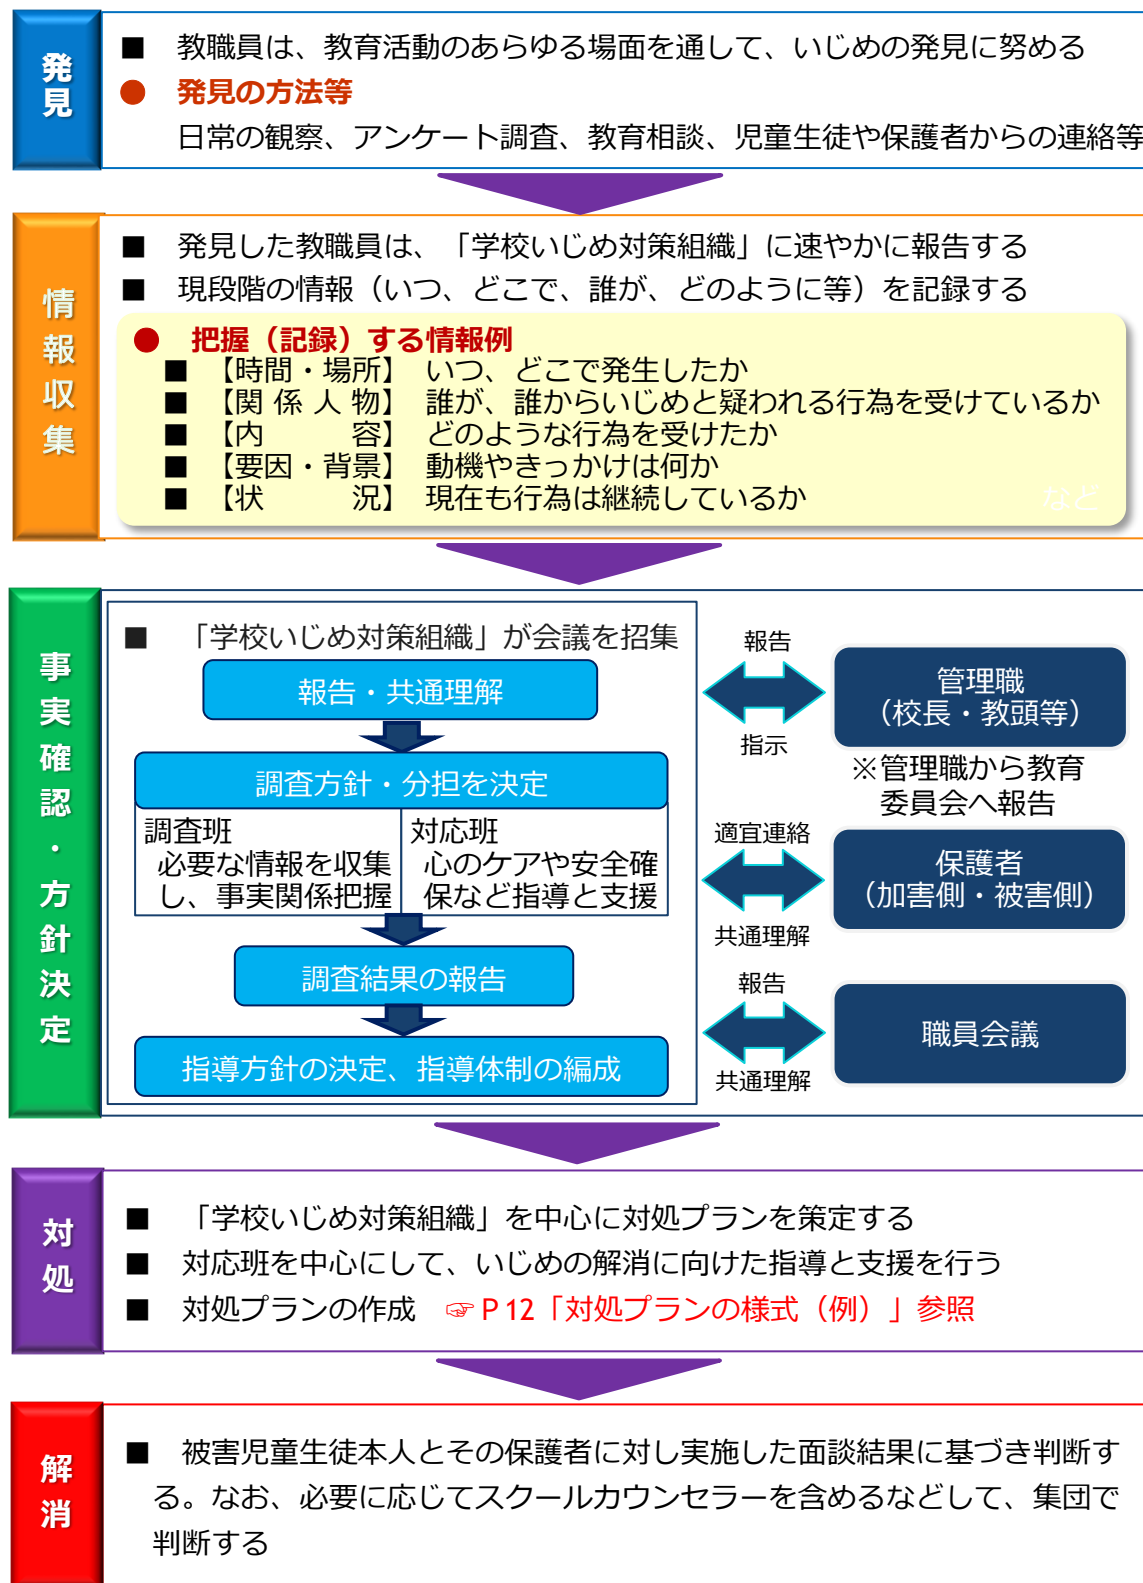 発見
■ 教職員は、教育活動のあらゆる場面を通して、いじめの発見に努める
● 発見の方法等
日常の観察、アンケート調査、教育相談、児童生徒や保護者からの連絡等
情報収集
■ 発見した教職員は、「学校いじめ対策組織」に速やかに報告する
■ 現段階の情報（いつ、どこで、誰が、どのように等）を記録する
● 把握（記録）する情報例
■ 【時間・場所】 いつ、どこで発生したか
■ 【関係人物】 誰が、誰からいじめと疑われる行為を受けているか
■ 【内　　容】 どのような行為を受けたか
■ 【要因・背景】 動機やきっかけは何か
■ 【状　　況】 現在も行為は継続しているか など
事実確認・方針決定
■ 「学校いじめ対策組織」が会議を招集
報告・共通理解
調査方針・分担を決定
調査班
必要な情報を収集
し、事実関係把握
対応班
心のケアや安全確
保など指導と支援
調査結果の報告
指導方針の決定、指導体制の編成
報告
指示
管理職
（校長・教頭等）
※管理職から教育
委員会へ報告
適宜連絡
共通理解
保護者
（加害側・被害側）
報告
共通理解
職員会議
対処
■ 「学校いじめ対策組織」を中心に対処プランを策定する
■ 対応班を中心にして、いじめの解消に向けた指導と支援を行う
■ 対処プランの作成 ☞Ｐ12「対処プランの様式（例）」参照
解消
■ 被害児童生徒本人とその保護者に対し実施した面談結果に基づき判断す
る。なお、必要に応じてスクールカウンセラーを含めるなどして、集団で
判断する